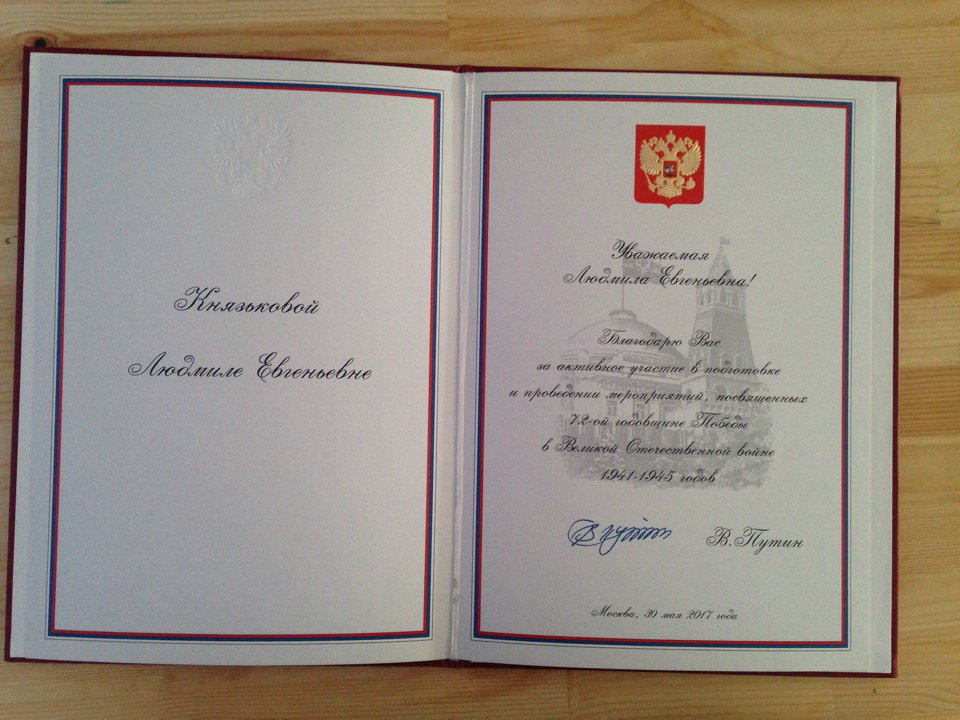 Князьковой
Людмиле Евгеньевне
Уважаемая
Людмила Евгеньевна!
Благодарю Вас
за активное участие в подготовке
и проведении мероприятий, посвященных
72-ой годовщине Победы
в Великой Отечественной войне
1941-1945 годов
В.Путин
Москва, 30 мая 2017 года